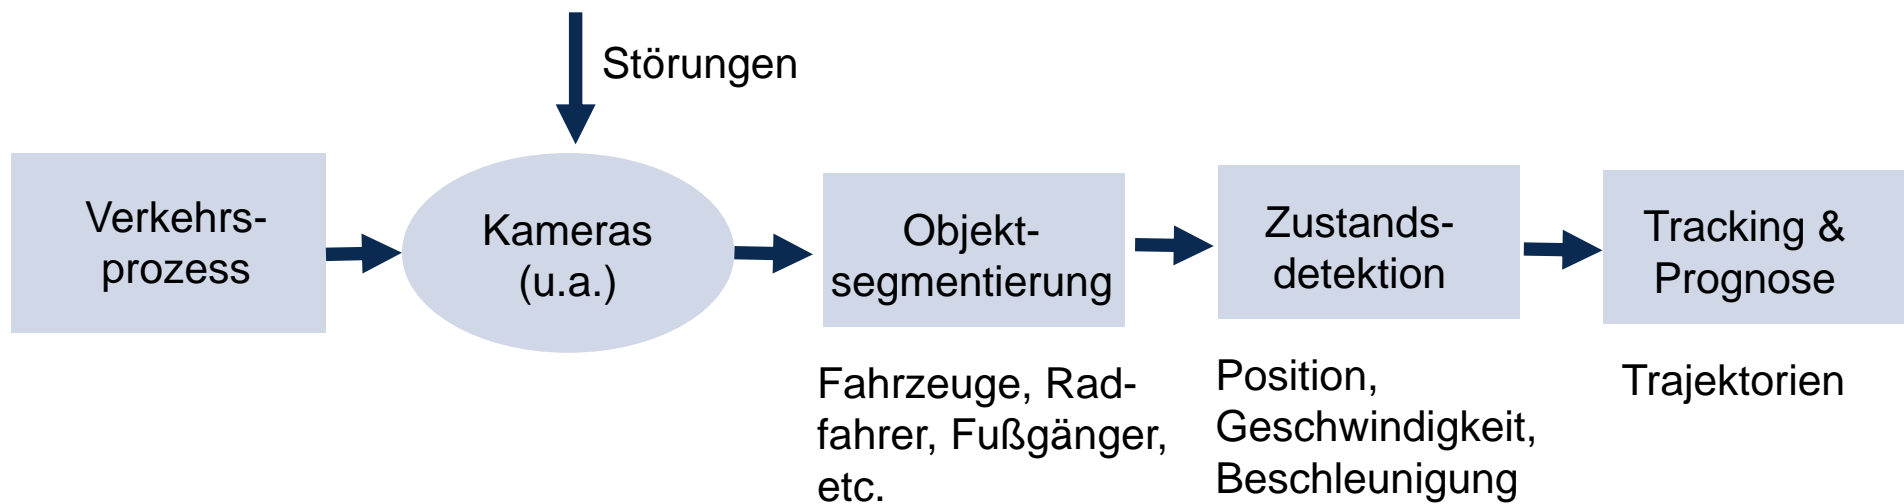 Störungen
Verkehrs-
prozess
Kameras
(u.a.)
Objekt-
segmentierung
Zustands-
detektion
Tracking &
Prognose
Fahrzeuge, Rad-
fahrer, Fußgänger,
etc.
Position,
Geschwindigkeit,
Beschleunigung
Trajektorien